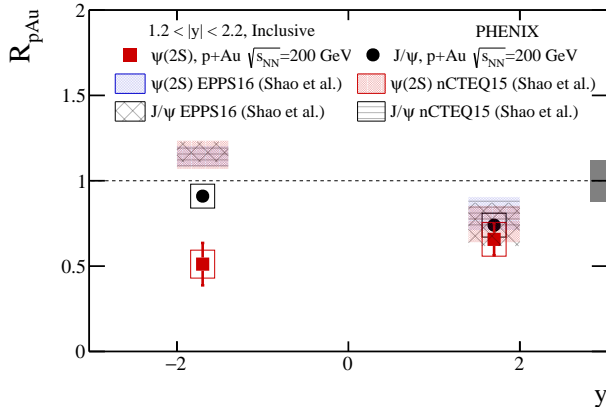 R_pAu
1.2 < |y| < 2.2, Inclusive PHENIX
ψ(2S), p+Au √s_NN=200 GeV J/ψ, p+Au √s_NN=200 GeV
ψ(2S) EPPS16 (Shao et al.) ψ(2S) nCTEQ15 (Shao et al.)
J/ψ EPPS16 (Shao et al.) J/ψ nCTEQ15 (Shao et al.)
2
1.5
1
0.5
0
−2 0 2
y